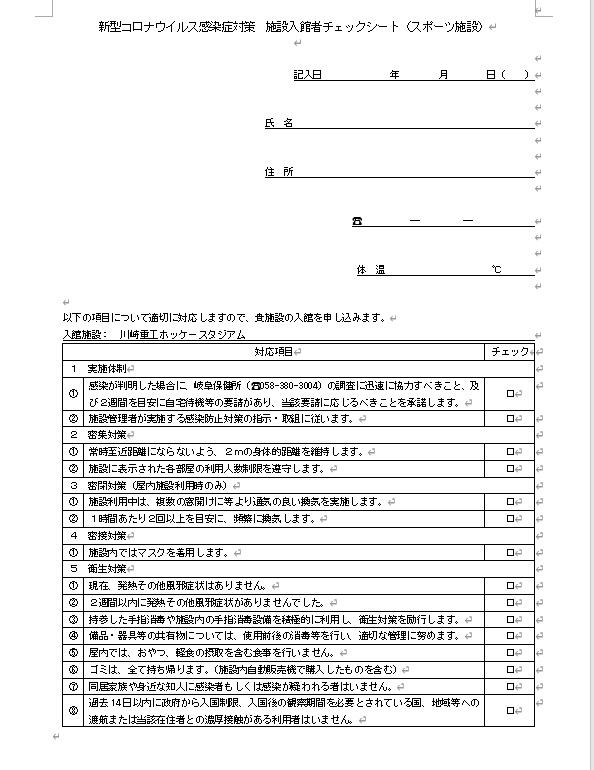 新型コロナウイルス感染症対策　施設入館者チェックシート（スポーツ施設）
記入日　　　　　　　年　　　　月　　　　日（　　）
氏　名
住　所
☎　　　　　―　　　　―
体　温　　　　　　　　　　℃
以下の項目について適切に対応しますので、貴施設の入館を申し込みます。
入館施設：　川崎重工ホッケースタジアム
対応項目　チェック
１　実施体制
① 感染が判明した場合に、岐阜保健所（☎058-380-3004）の調査に迅速に協力すべきこと、及
び２週間を目安に自宅待機等の要請があり、当該要請に応じるべきことを承諾します。 □
② 施設管理者が実施する感染防止対策の指示・取組に従います。 □
２　密集対策
① 常時至近距離にならないよう、２ｍの身体的距離を維持します。 □
② 施設に表示された各部屋の利用人数制限を遵守します。 □
３　密閉対策（屋内施設利用時のみ）
① 施設利用中は、複数の窓開けに等より通気の良い換気を実施します。 □
② １時間あたり２回以上を目安に、頻繁に換気します。 □
４　密接対策
① 施設内ではマスクを着用します。 □
５　衛生対策
① 現在、発熱その他風邪症状はありません。 □
② ２週間以内に発熱その他風邪症状がありませんでした。 □
③ 持参した手指消毒や施設内の手指消毒設備を積極的に利用し、衛生対策を励行します。 □
④ 備品・器具等の共有物については、使用前後の消毒等を行い、適切な管理に努めます。 □
⑤ 屋内では、おやつ、軽食の摂取を含む食事を行いません。 □
⑥ ゴミは、全て持ち帰ります。（施設内自動販売機で購入したものを含む） □
⑦ 同居家族や身近な知人に感染者もしくは感染が疑われる者はいません。 □
⑧ 過去 14日以内に政府から入国制限、入国後の観察期間を必要とされている国、地域等への
渡航または当該在住者との濃厚接触がある利用者はいません。 □